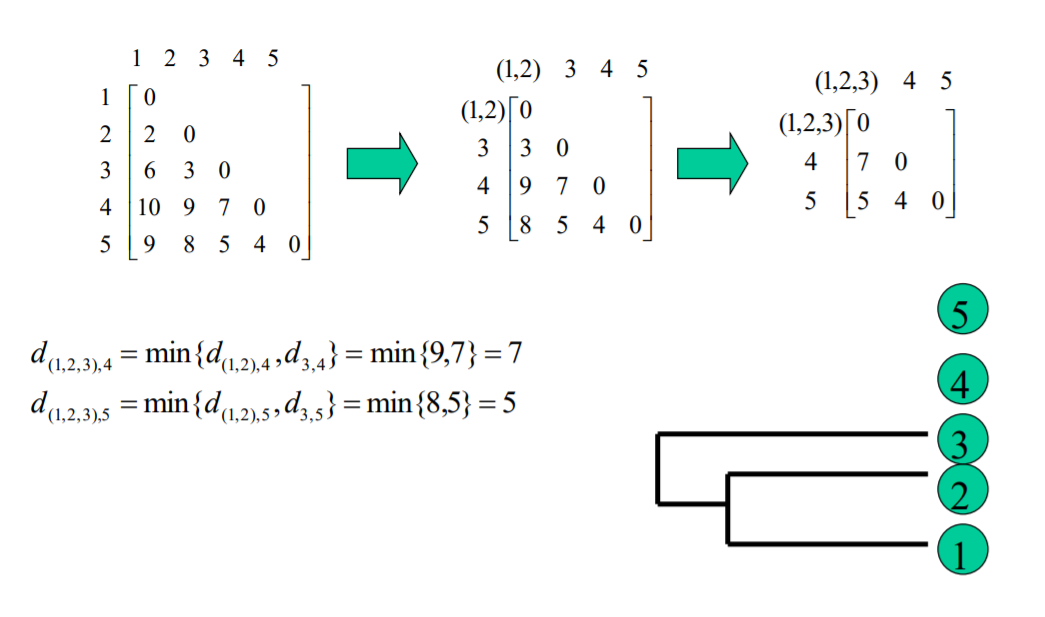 1 2 3 4 5
1 0
2 2 0
3 6 3 0
4 10 9 7 0
5 9 8 5 4 0
(1,2) 3 4 5
(1,2) 0
3 3 0
4 9 7 0
5 8 5 4 0
(1,2,3) 4 5
(1,2,3) 0
4 7 0
5 5 4 0
d(1,2,3),4 = min{d(1,2),4 , d3,4} = min{9,7} = 7
d(1,2,3),5 = min{d(1,2),5 , d3,5} = min{8,5} = 5
5
4
3
2
1